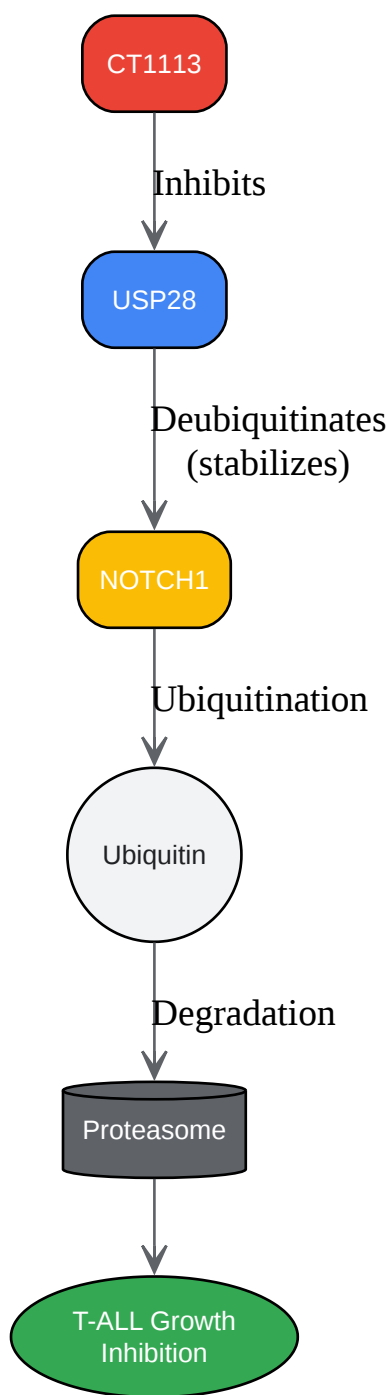 CT1113
Inhibits
USP28
Deubiquitinates
(stabilizes)
NOTCH1
Ubiquitination
Ubiquitin
Degradation
Proteasome
T-ALL Growth
Inhibition